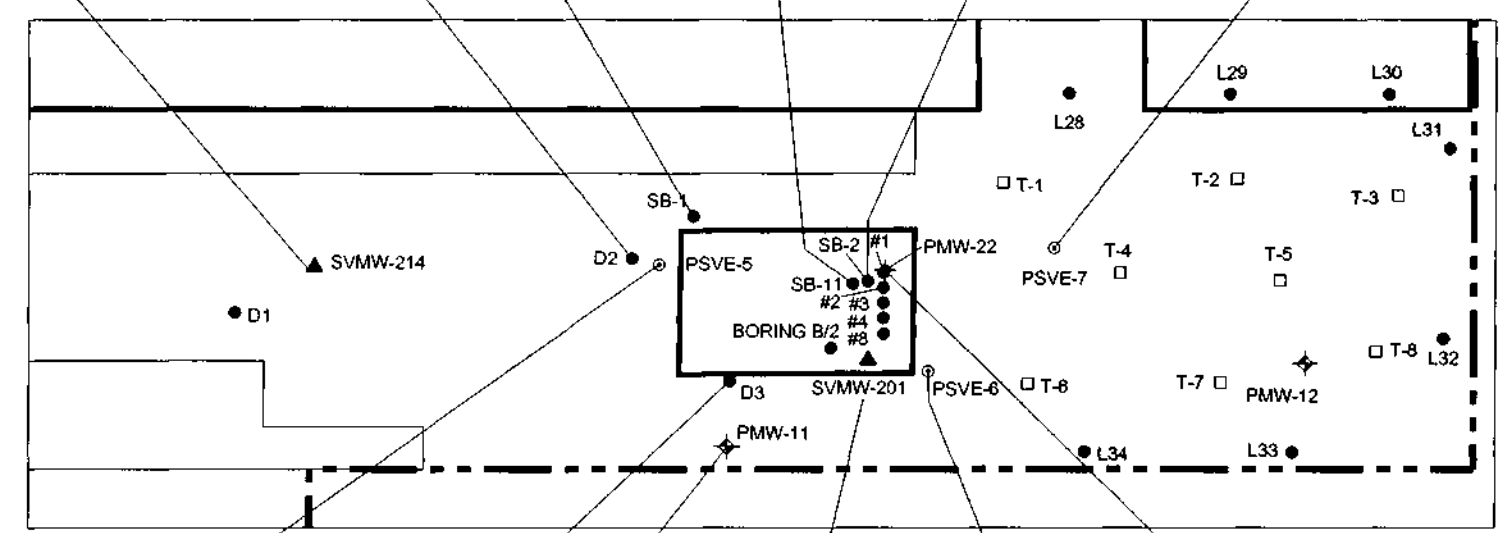 L29
L30
L28
L31
T-1
T-2
T-3
SB-1
SB-2
#1
PMW-22
D2
PSVE-5
SVMW-214
T-4
T-5
PSVE-7
SB-11
#2
#3
D1
BORING B/2
#4
#8
T-8
L32
SVMW-201
D3
PSVE-6
T-6
T-7
PMW-12
PMW-11
L34
L33